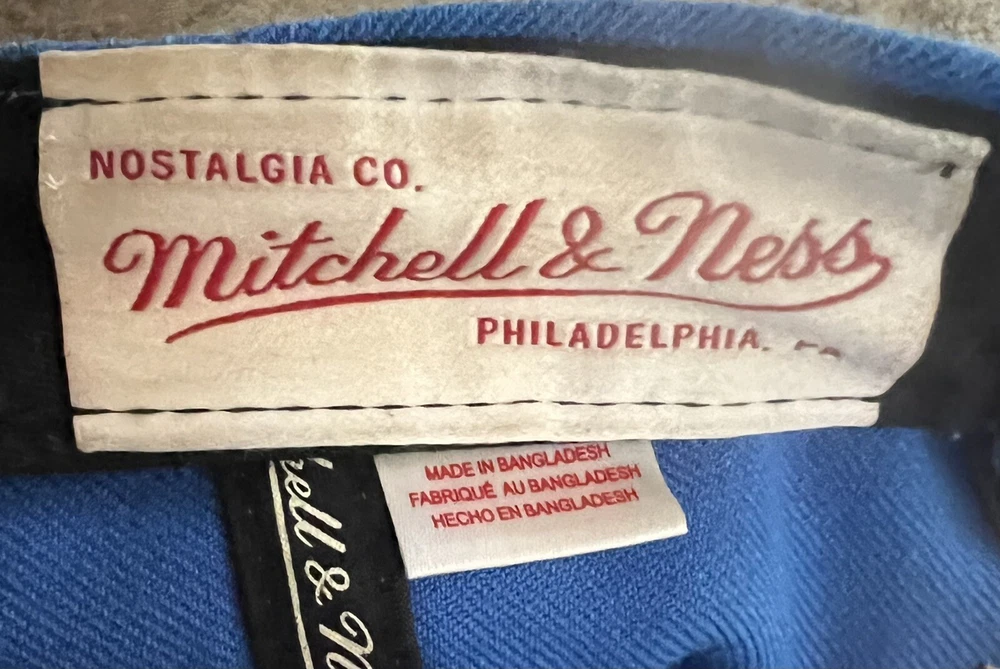 NOSTALGIA CO.
Mitchell & Ness
PHILADELPHIA.
MADE IN BANGLADESH
FABRIQUÉ AU BANGLADESH
HECHO EN BANGLADESH
&